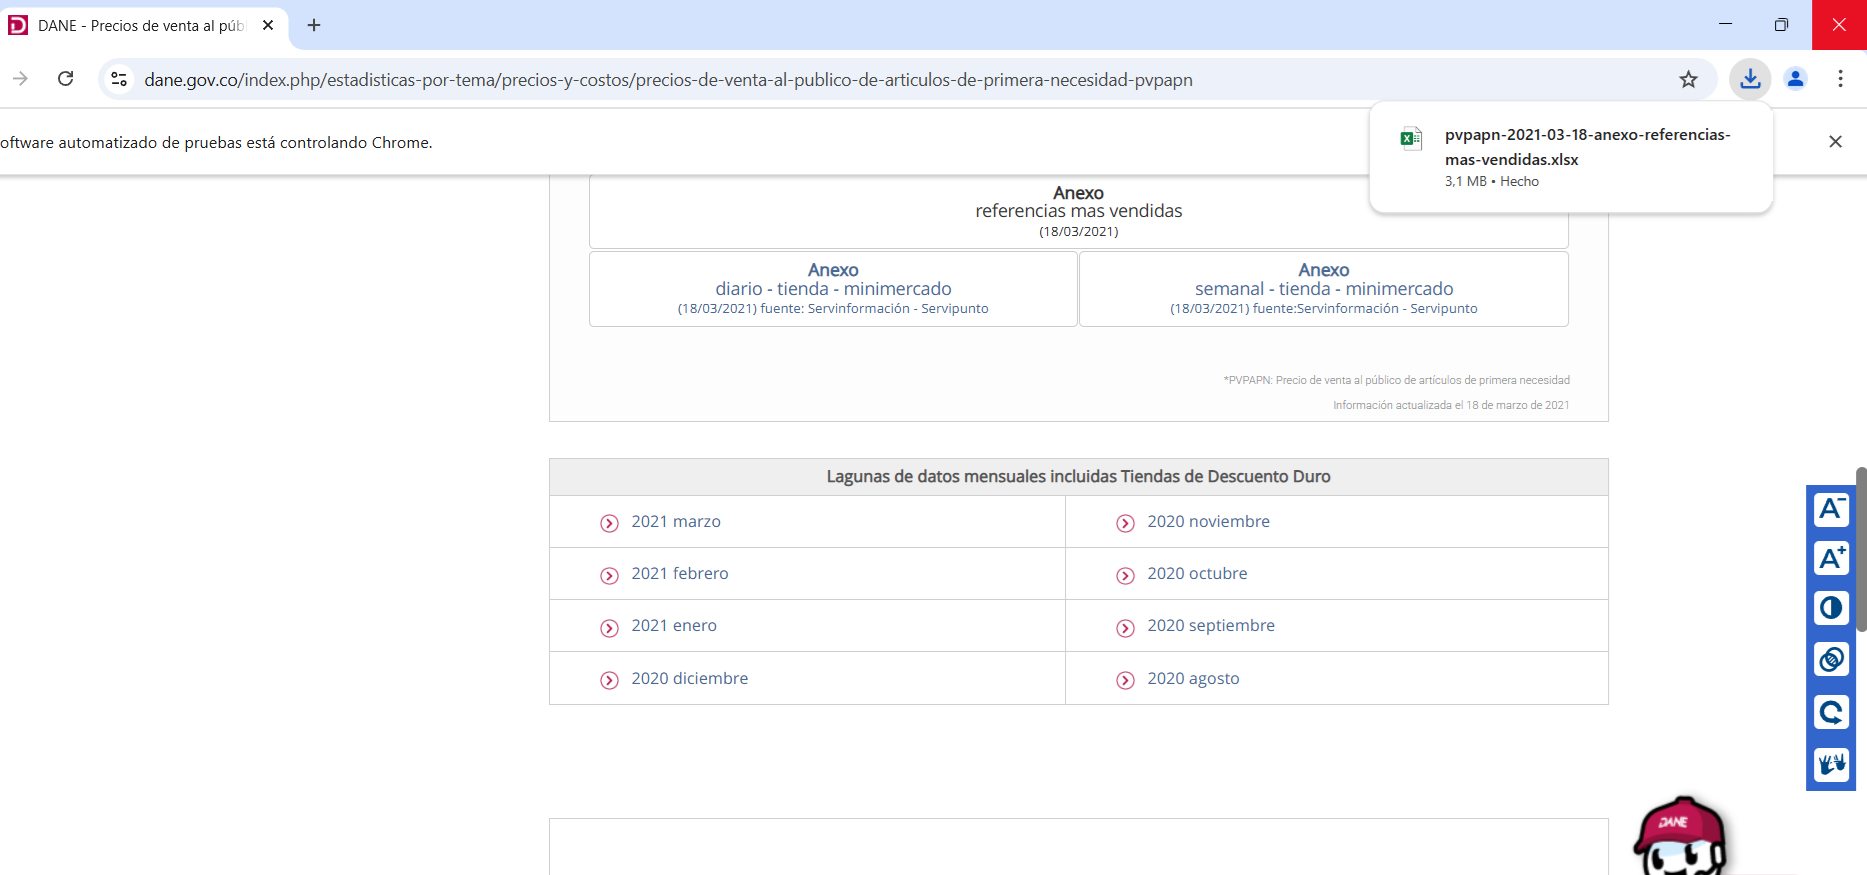 DANE - Precios de venta al púb
dane.gov.co/index.php/estadisticas-por-tema/precios-y-costos/precios-de-venta-al-publico-de-articulos-de-primera-necesidad-pvpapn
oftware automatizado de pruebas está controlando Chrome.
pvpapn-2021-03-18-anexo-referencias-
mas-vendidas.xlsx
3,1 MB • Hecho
Anexo
referencias mas vendidas
(18/03/2021)
Anexo
diario - tienda - minimercado
(18/03/2021) fuente: Servinformación - Servipunto
Anexo
semanal - tienda - minimercado
(18/03/2021) fuente:Servinformación - Servipunto
*PVPAPN: Precio de venta al público de artículos de primera necesidad
Información actualizada el 18 de marzo de 2021
Lagunas de datos mensuales incluidas Tiendas de Descuento Duro
2021 marzo
2020 noviembre
2021 febrero
2020 octubre
2021 enero
2020 septiembre
2020 diciembre
2020 agosto
A-
A+
DANE